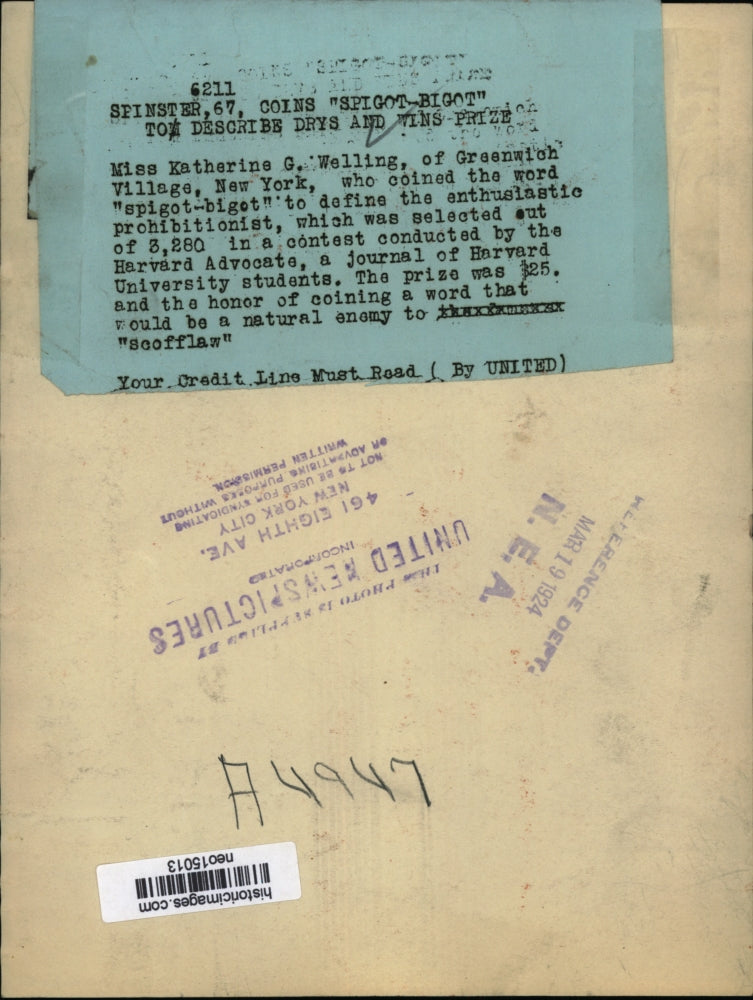 6211
SPINSTER, 67, COINS "SPIGOT-BIGOT"
TO DESCRIBE DRYS AND WINS PRIZE
Miss Katherine G. Welling, of Greenwich
Village, New York, who coined the word
"spigot-bigot" to define the enthusiastic
prohibitionist, which was selected out
of 3,280 in a contest conducted by the
Harvard Advocate, a journal of Harvard
University students. The prize was $25.
and the honor of coining a word that
would be a natural enemy to
"scofflaw"
Your Credit Line Must Read ( By UNITED)
THIS PHOTO IS SUPPLIED BY
UNITED NEWSPICTURES
INCORPORATED
461 EIGHTH AVE.
NEW YORK CITY
NOT TO BE USED FOR SYNDICATING
OR ADVERTISING PURPOSES WITHOUT
WRITTEN PERMISSION.
REFERENCE DEPT.
MAR 19 1924
N. E. A.
A4947
historicimages.com
neo15013